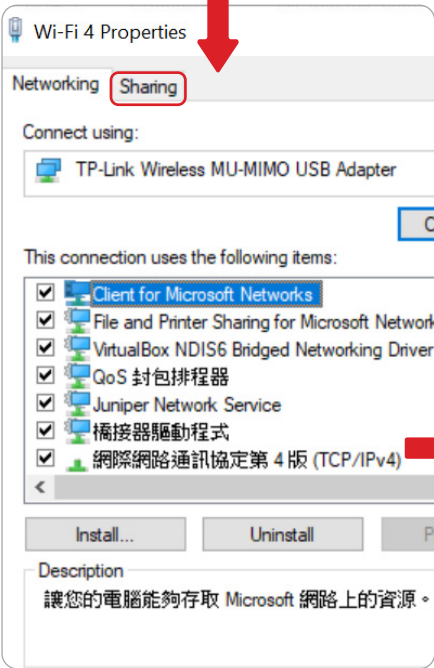 Wi-Fi 4 Properties
Networking Sharing
Connect using:
TP-Link Wireless MU-MIMO USB Adapter
This connection uses the following items:
Client for Microsoft Networks
File and Printer Sharing for Microsoft Network
VirtualBox NDIS6 Bridged Networking Driver
QoS 封包排程器
Juniper Network Service
橋接器驅動程式
網際網路通訊協定第 4 版 (TCP/IPv4)
Install... Uninstall P
Description
讓您的電腦能夠存取 Microsoft 網路上的資源。